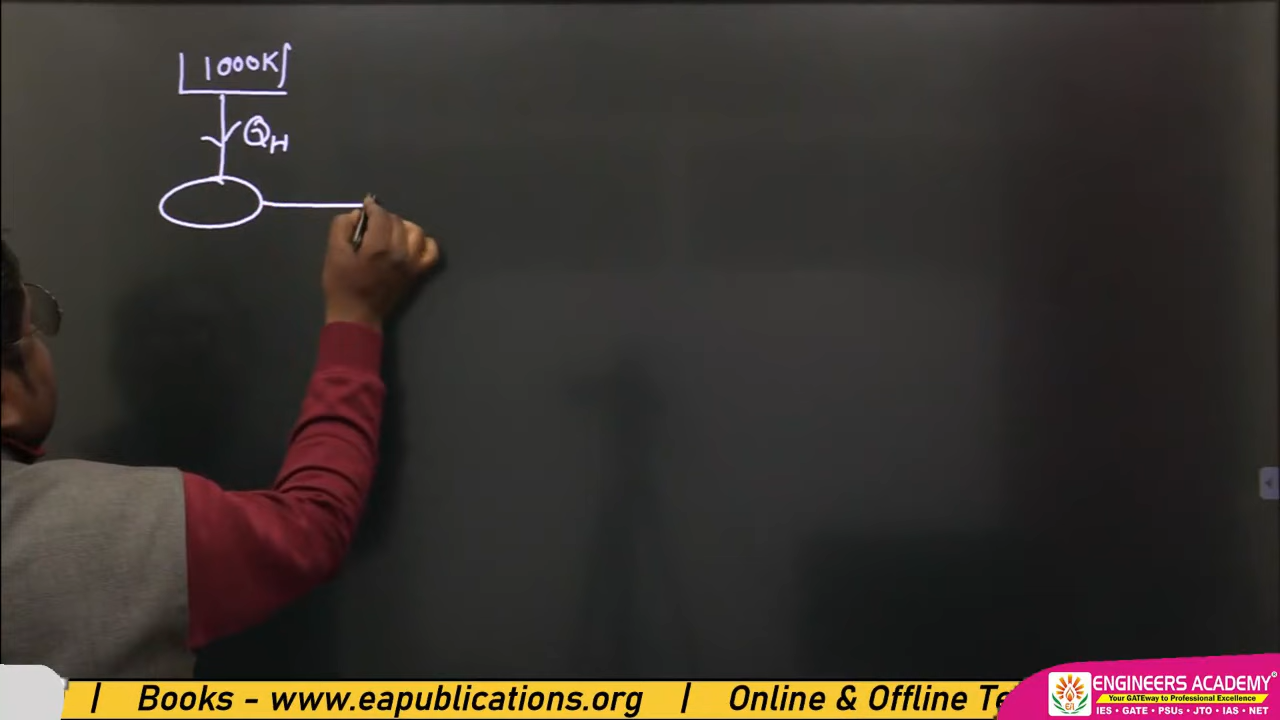 1000K
QH
| Books - www.eapublications.org | Online & Offline Te
ENGINEERS ACADEMY
Your GATEway to Professional Excellence
IES • GATE • PSUs • JTO • IAS • NET